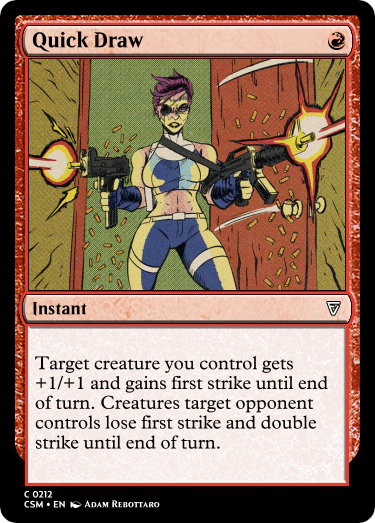 Quick Draw
Instant
Target creature you control gets
+1/+1 and gains first strike until end
of turn. Creatures target opponent
controls lose first strike and double
strike until end of turn.
C 0212
CSM • EN Adam Rebottaro